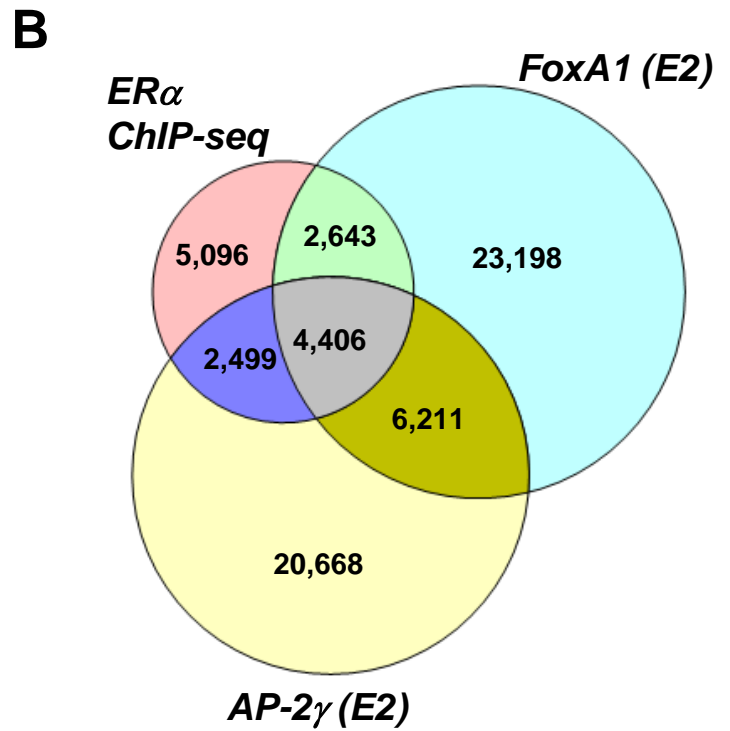 B
FoxA1 (E2)
ERα
ChIP-seq
2,643
5,096
23,198
4,406
2,499
6,211
20,668
AP-2γ (E2)